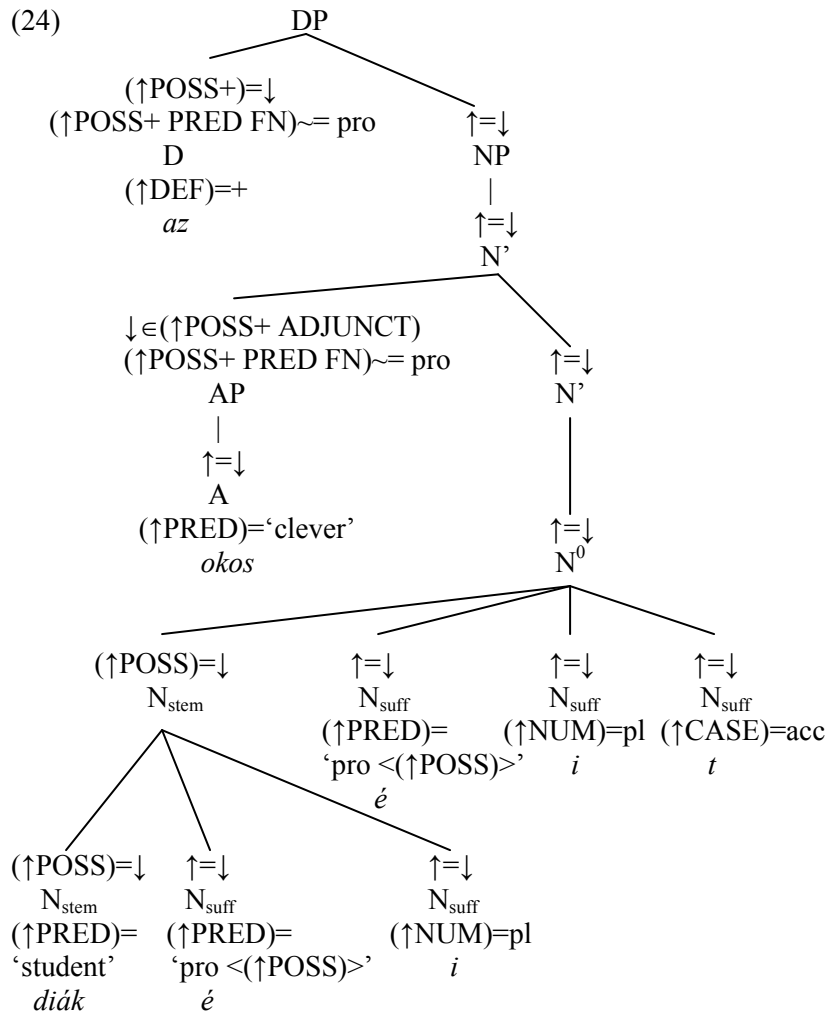 (24) DP
(↑POSS+)=↓
(↑POSS+ PRED FN)~= pro ↑=↓
D NP
(↑DEF)=+ |
az ↑=↓
N’
↓∈(↑POSS+ ADJUNCT)
(↑POSS+ PRED FN)~= pro ↑=↓
AP N’
|
↑=↓
A
(↑PRED)=‘clever’ ↑=↓
okos N⁰
(↑POSS)=↓ ↑=↓ ↑=↓ ↑=↓
Nstem Nsuff Nsuff Nsuff
(↑PRED)= (↑NUM)=pl (↑CASE)=acc
‘pro <(↑POSS)>’ i t
é
(↑POSS)=↓ ↑=↓ ↑=↓
Nstem Nsuff Nsuff
(↑PRED)= (↑PRED)= (↑NUM)=pl
‘student’ ‘pro <(↑POSS)>’ i
diák é